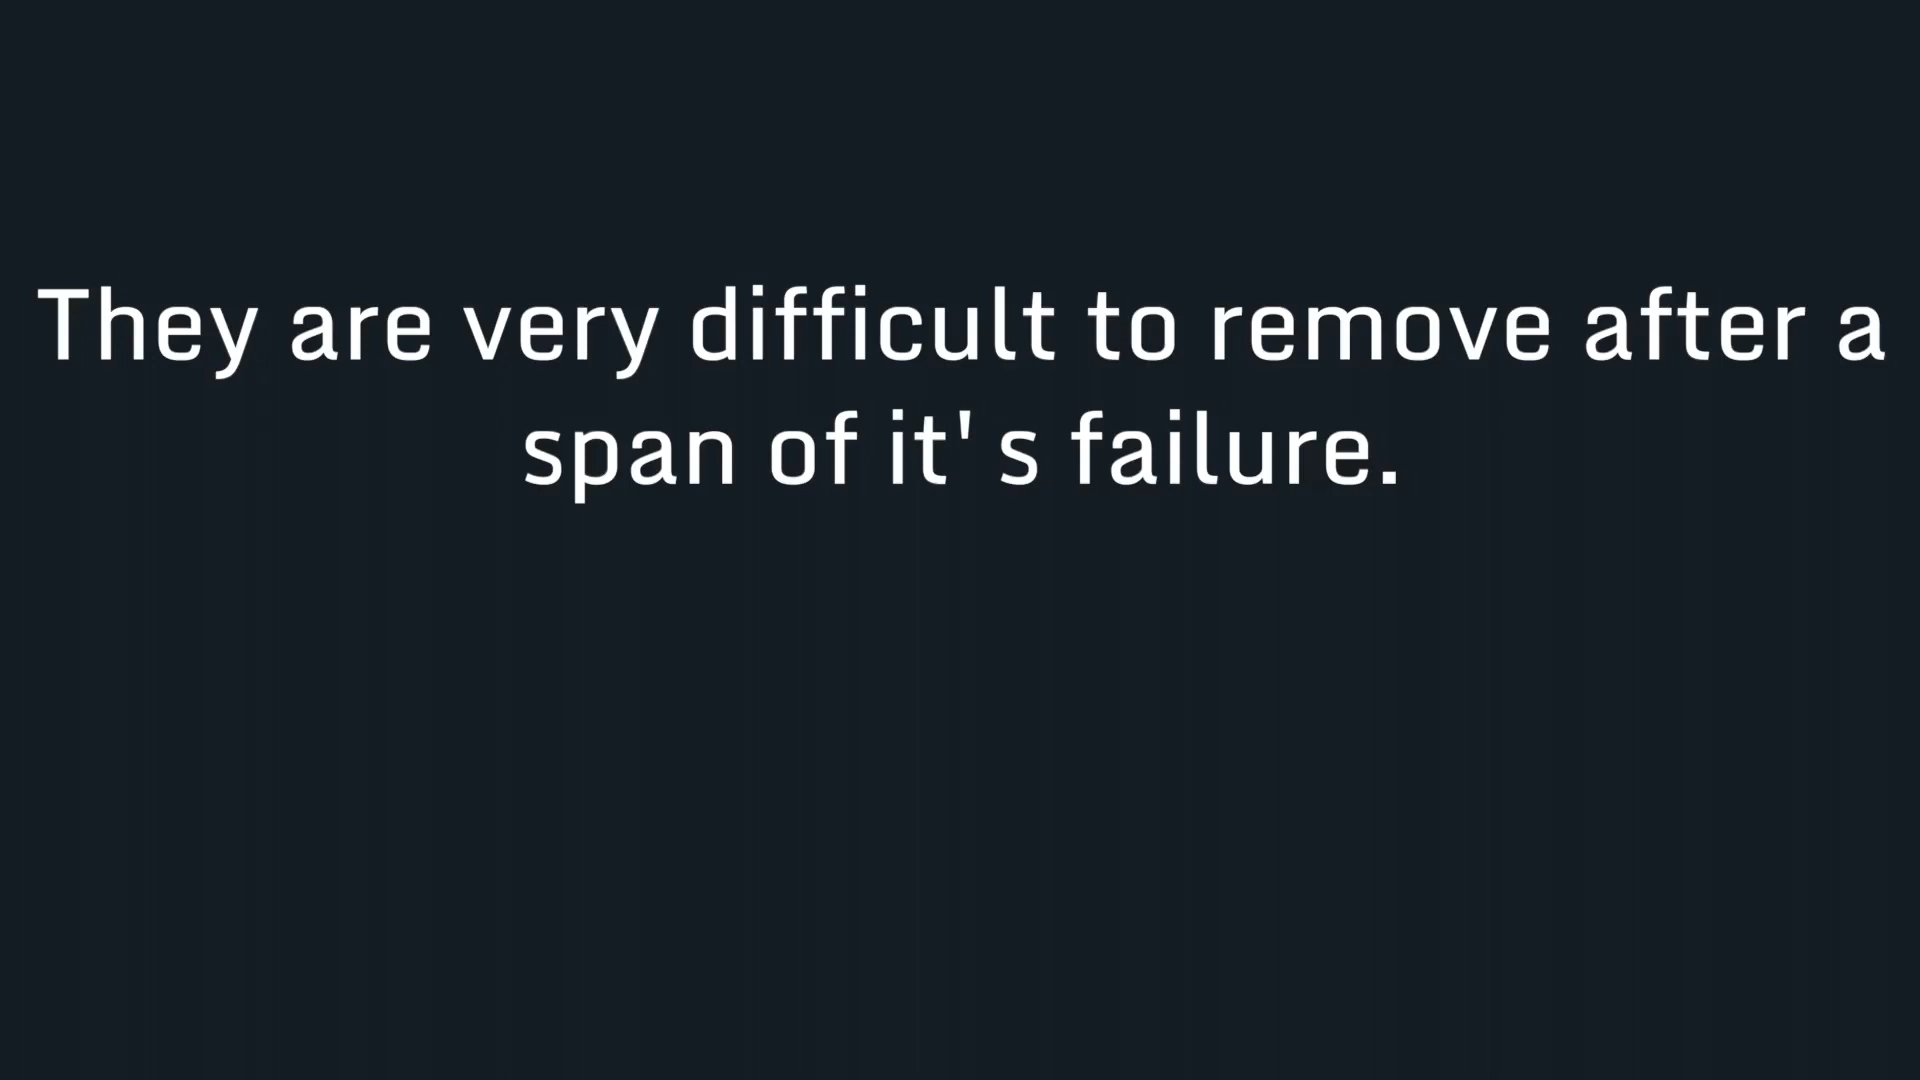 They are very difficult to remove after a
span of it's failure.